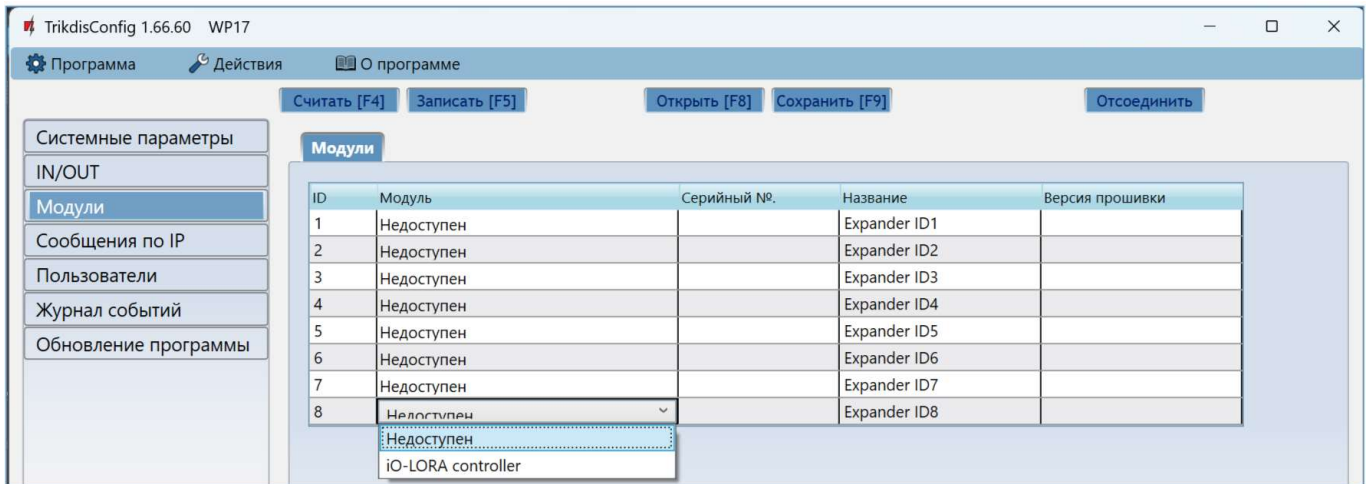 TrikdisConfig 1.66.60 WP17
Программа Действия О программе
Считать [F4] Записать [F5] Открыть [F8] Сохранить [F9] Отсоединить
Системные параметры
IN/OUT
Модули
Сообщения по IP
Пользователи
Журнал событий
Обновление программы
Модули
ID Модуль Серийный №. Название Версия прошивки
1 Недоступен Expander ID1
2 Недоступен Expander ID2
3 Недоступен Expander ID3
4 Недоступен Expander ID4
5 Недоступен Expander ID5
6 Недоступен Expander ID6
7 Недоступен Expander ID7
8 Недоступен Expander ID8
Недоступен
iO-LORA controller